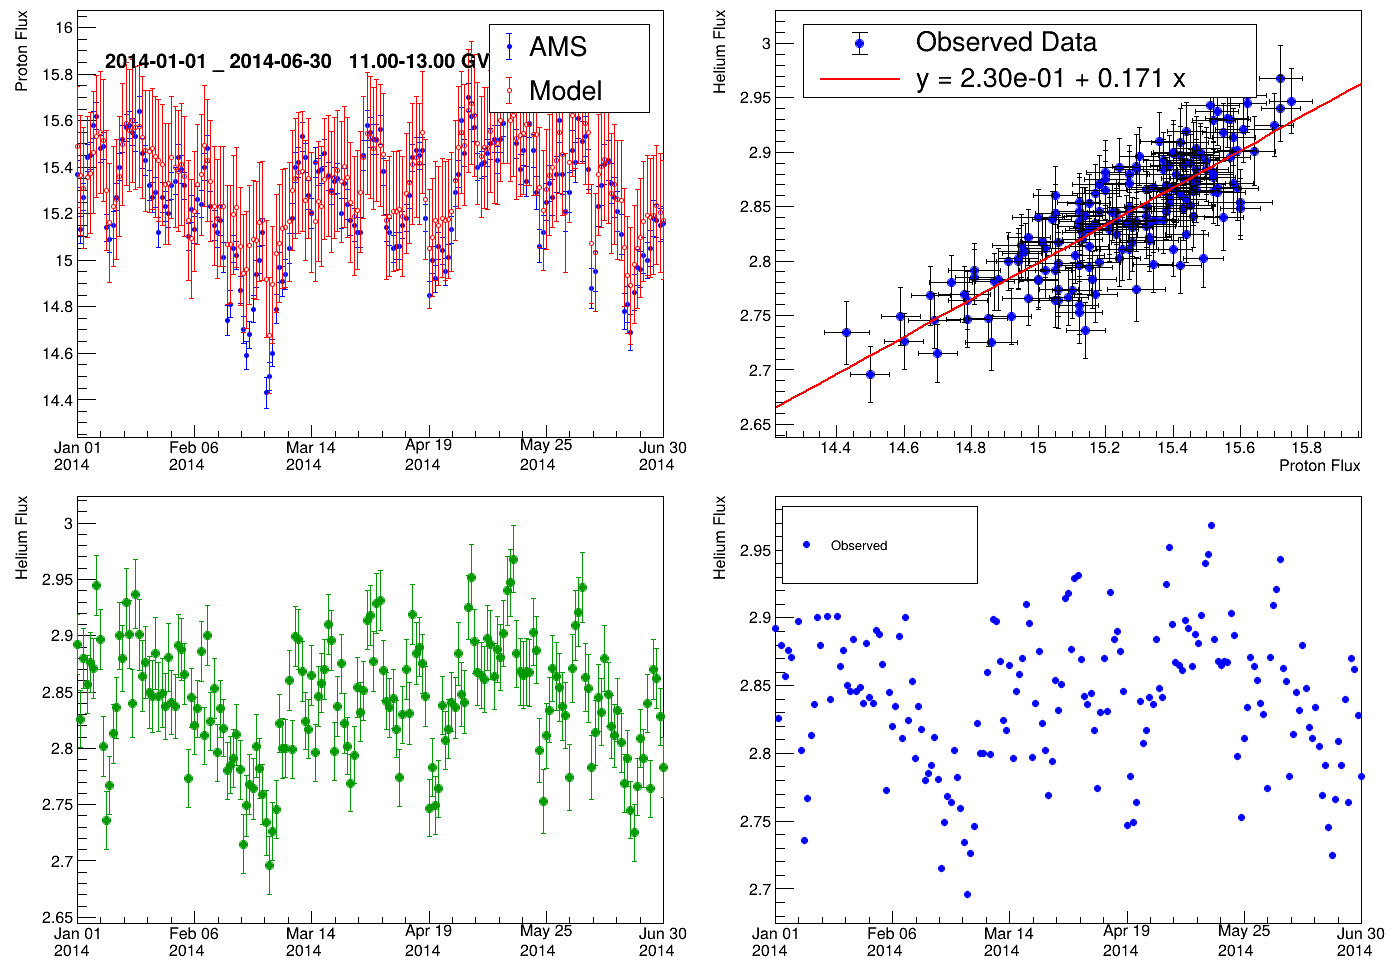 Proton Flux
16
15.8
15.6
15.4
15.2
15
14.8
14.6
14.4
2014-01-01 _ 2014-06-30 11.00-13.00 GV
AMS
Model
Jan 01 2014
Feb 06 2014
Mar 14 2014
Apr 19 2014
May 25 2014
Jun 30 2014
Helium Flux
3
2.95
2.9
2.85
2.8
2.75
2.7
2.65
Observed Data
y = 2.30e-01 + 0.171 x
14.4
14.6
14.8
15
15.2
15.4
15.6
15.8
Proton Flux
Helium Flux
3
2.95
2.9
2.85
2.8
2.75
2.7
2.65
Jan 01 2014
Feb 06 2014
Mar 14 2014
Apr 19 2014
May 25 2014
Jun 30 2014
Helium Flux
2.95
2.9
2.85
2.8
2.75
2.7
Observed
Jan 01 2014
Feb 06 2014
Mar 14 2014
Apr 19 2014
May 25 2014
Jun 30 2014